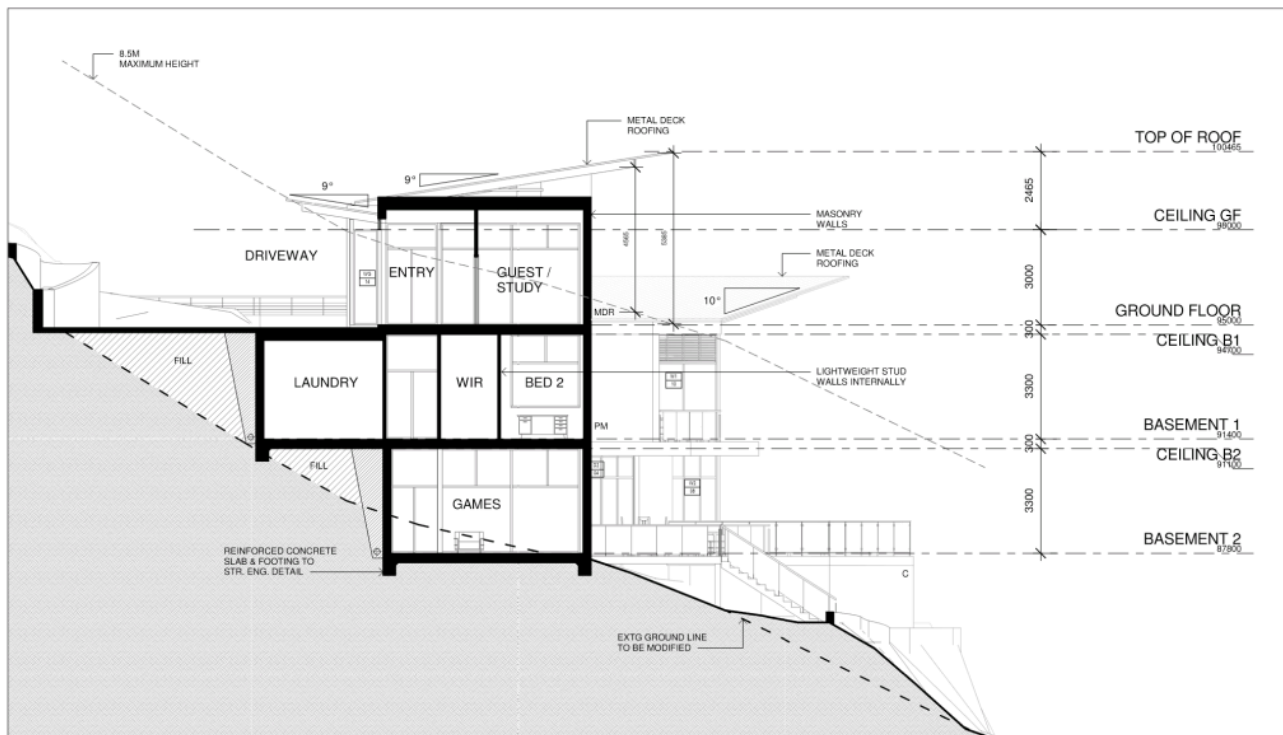 8.5M
MAXIMUM HEIGHT
METAL DECK
ROOFING
TOP OF ROOF
100465
9°
9°
2465
MASONRY
WALLS
CEILING GF
98000
DRIVEWAY
ENTRY
GUEST /
STUDY
4565
5365
METAL DECK
ROOFING
3000
10°
MDR
GROUND FLOOR
95000
300
CEILING B1
94700
FILL
LAUNDRY
WIR
BED 2
LIGHTWEIGHT STUD
WALLS INTERNALLY
3300
PM
BASEMENT 1
91400
300
CEILING B2
91100
FILL
GAMES
3300
REINFORCED CONCRETE
SLAB & FOOTING TO
STR. ENG. DETAIL
BASEMENT 2
87800
C
EXTG GROUND LINE
TO BE MODIFIED